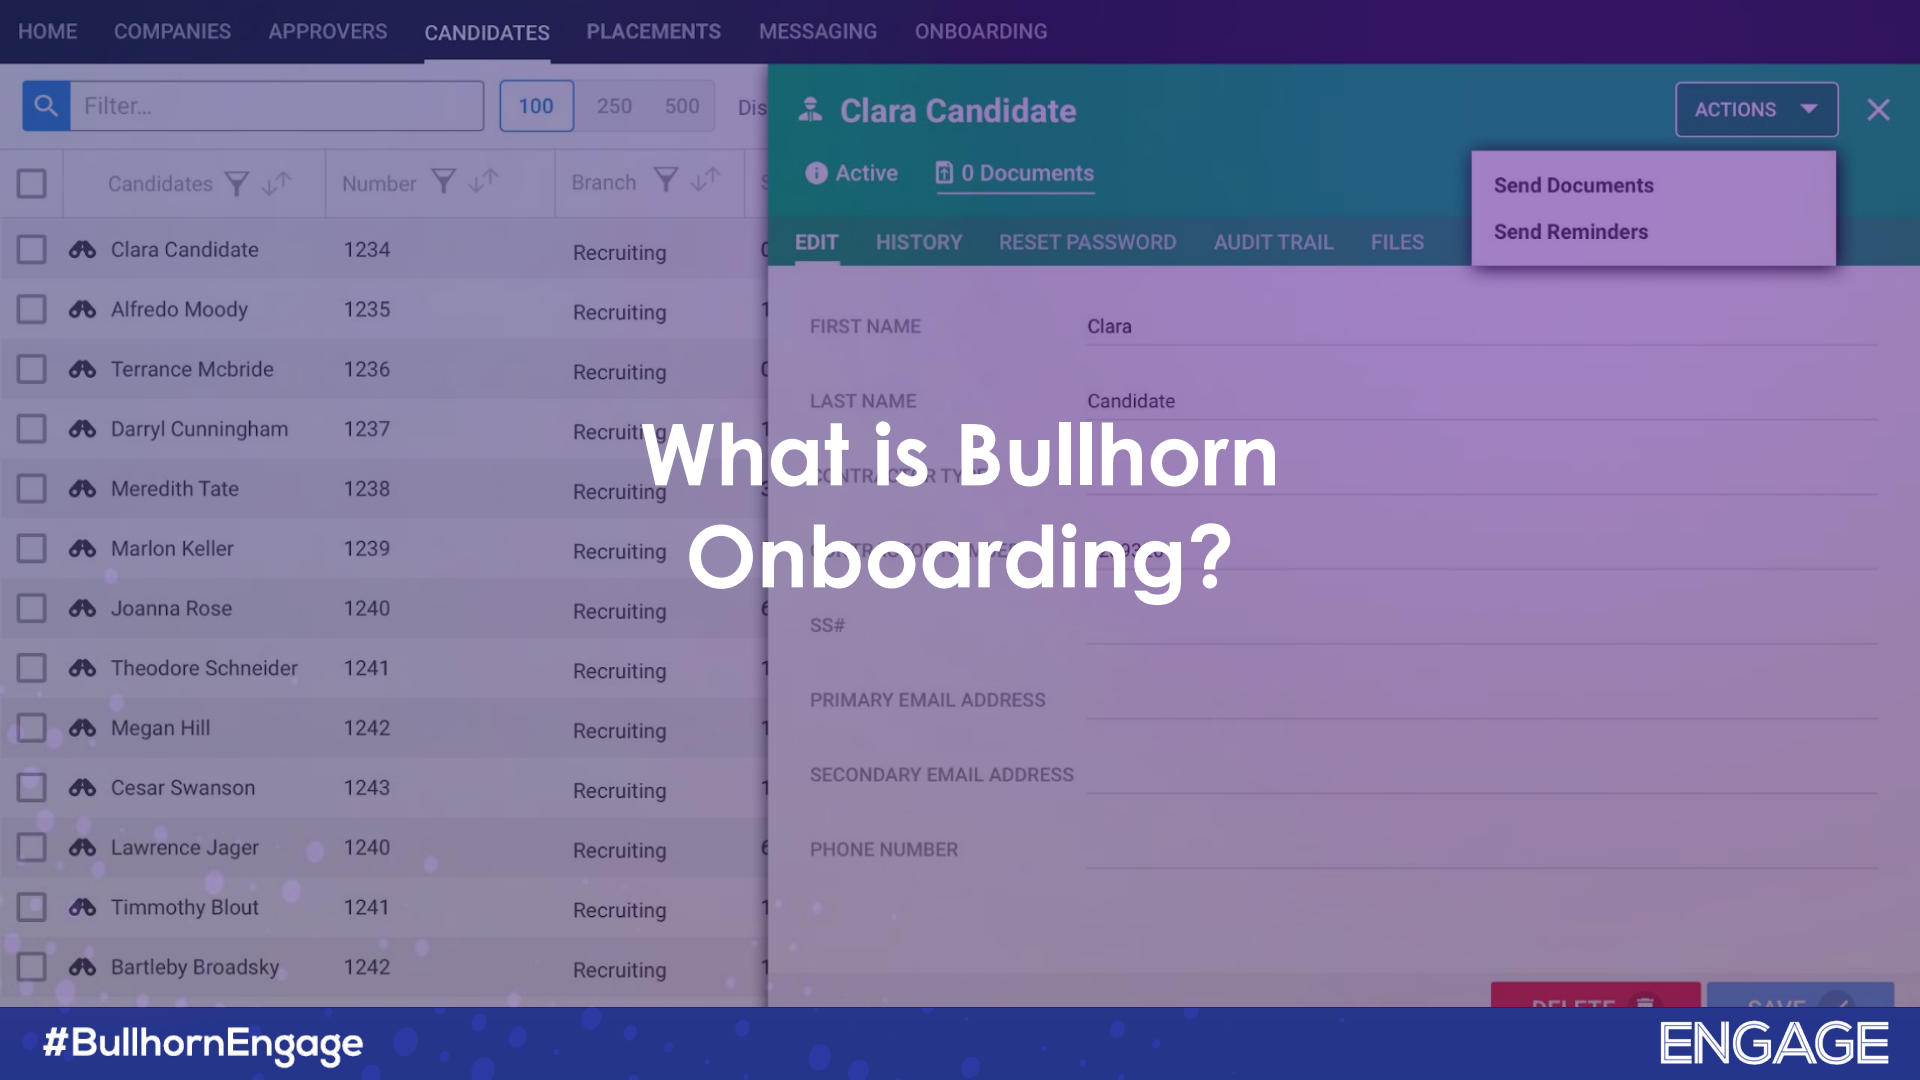 HOME COMPANIES APPROVERS CANDIDATES PLACEMENTS MESSAGING ONBOARDING
Filter... 100 250 500
Candidates Number Branch
Clara Candidate 1234 Recruiting
Alfredo Moody 1235 Recruiting
Terrance Mcbride 1236 Recruiting
Darryl Cunningham 1237 Recruiting
Meredith Tate 1238 Recruiting
Marlon Keller 1239 Recruiting
Joanna Rose 1240 Recruiting
Theodore Schneider 1241 Recruiting
Megan Hill 1242 Recruiting
Cesar Swanson 1243 Recruiting
Lawrence Jager 1240 Recruiting
Timmothy Blout 1241 Recruiting
Bartleby Broadsky 1242 Recruiting
Clara Candidate
ACTIONS
Active 0 Documents
Send Documents
Send Reminders
EDIT HISTORY RESET PASSWORD AUDIT TRAIL FILES
FIRST NAME Clara
LAST NAME Candidate
What is Bullhorn
Onboarding?
SS#
PRIMARY EMAIL ADDRESS
SECONDARY EMAIL ADDRESS
PHONE NUMBER
DELETE SAVE
#BullhornEngage
ENGAGE